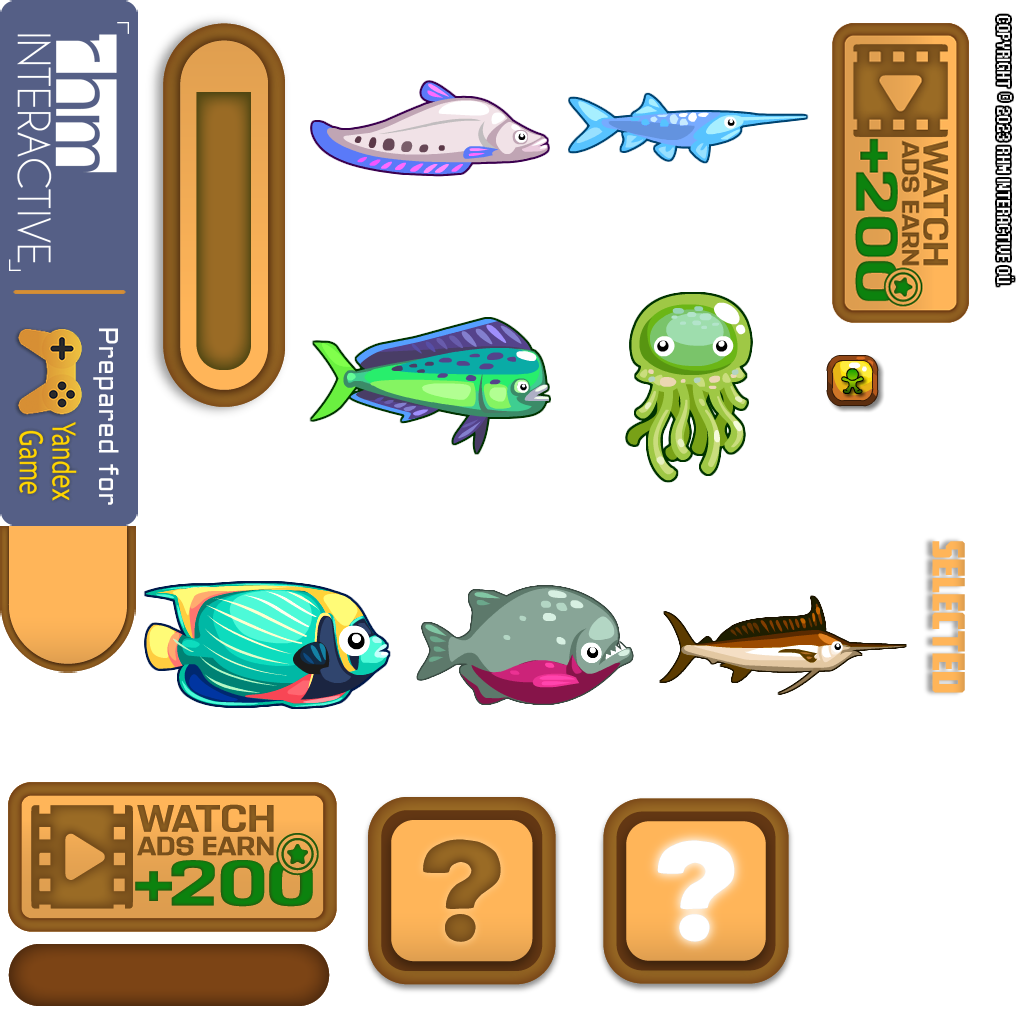 rhm
INTERACTIVE
Prepared for
Yandex
Game
WATCH
ADS EARN
+200
COPYRIGHT © 2023 RHM INTERACTIVE OÜ.
SELECTED
WATCH
ADS EARN
+200
?
?